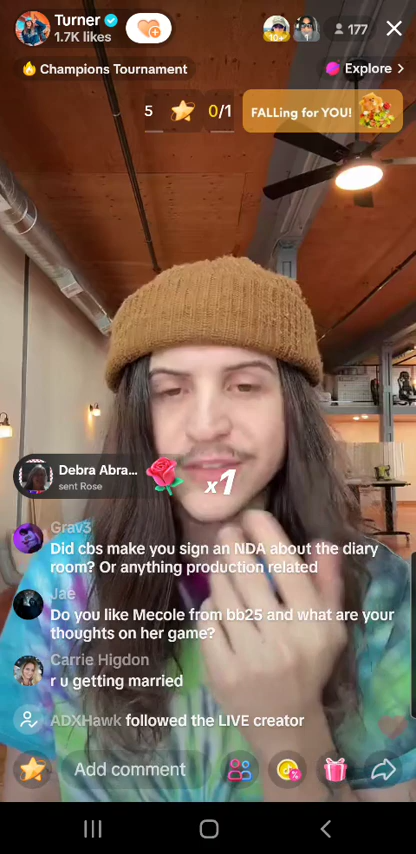 Turner
1.7K likes
10+
177
Champions Tournament
Explore >
5 0/1
FALLing for YOU!
Debra Abra...
sent Rose
x1
Grav3
Did cbs make you sign an NDA about the diary
room? Or anything production related
Jae
Do you like Mecole from bb25 and what are your
thoughts on her game?
Carrie Higdon
r u getting married
ADXHawk followed the LIVE creator
Add comment